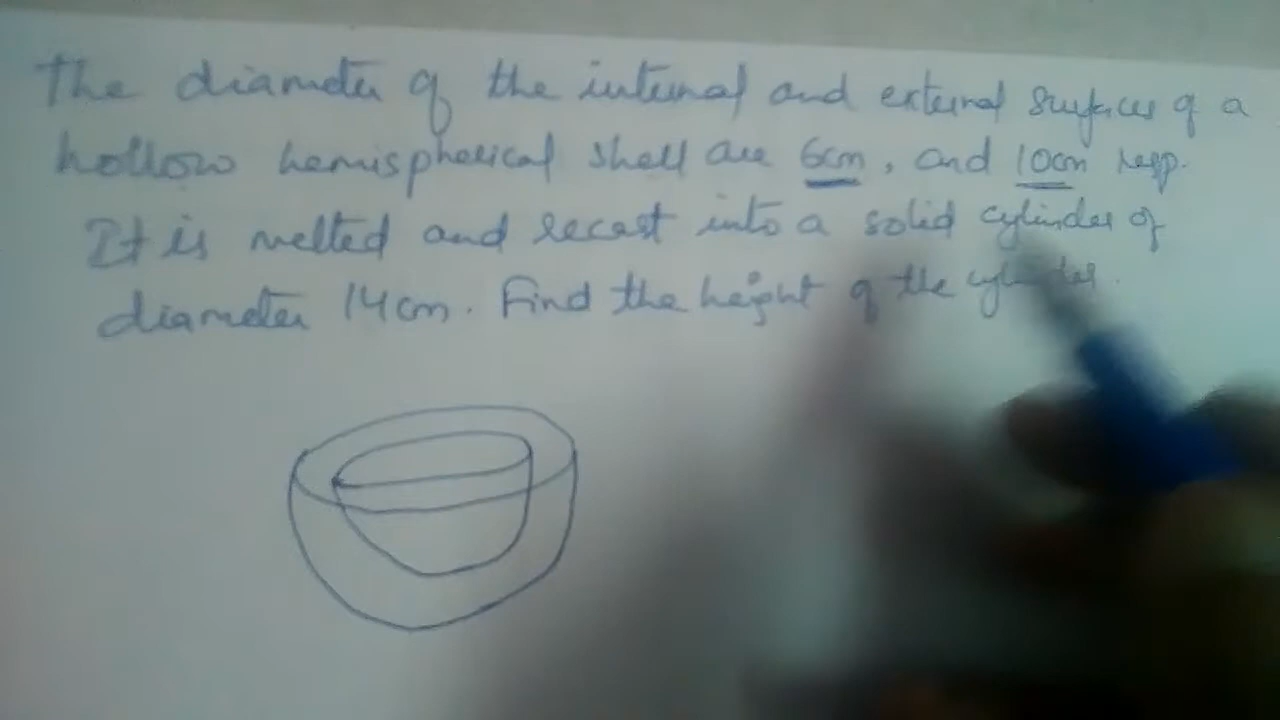 The diameter of the internal and external surfaces of a
hollow hemispherical shell are 6cm, and 10cm resp.
It is melted and recast into a solid cylinder of
diameter 14cm. Find the height of the cylinder.